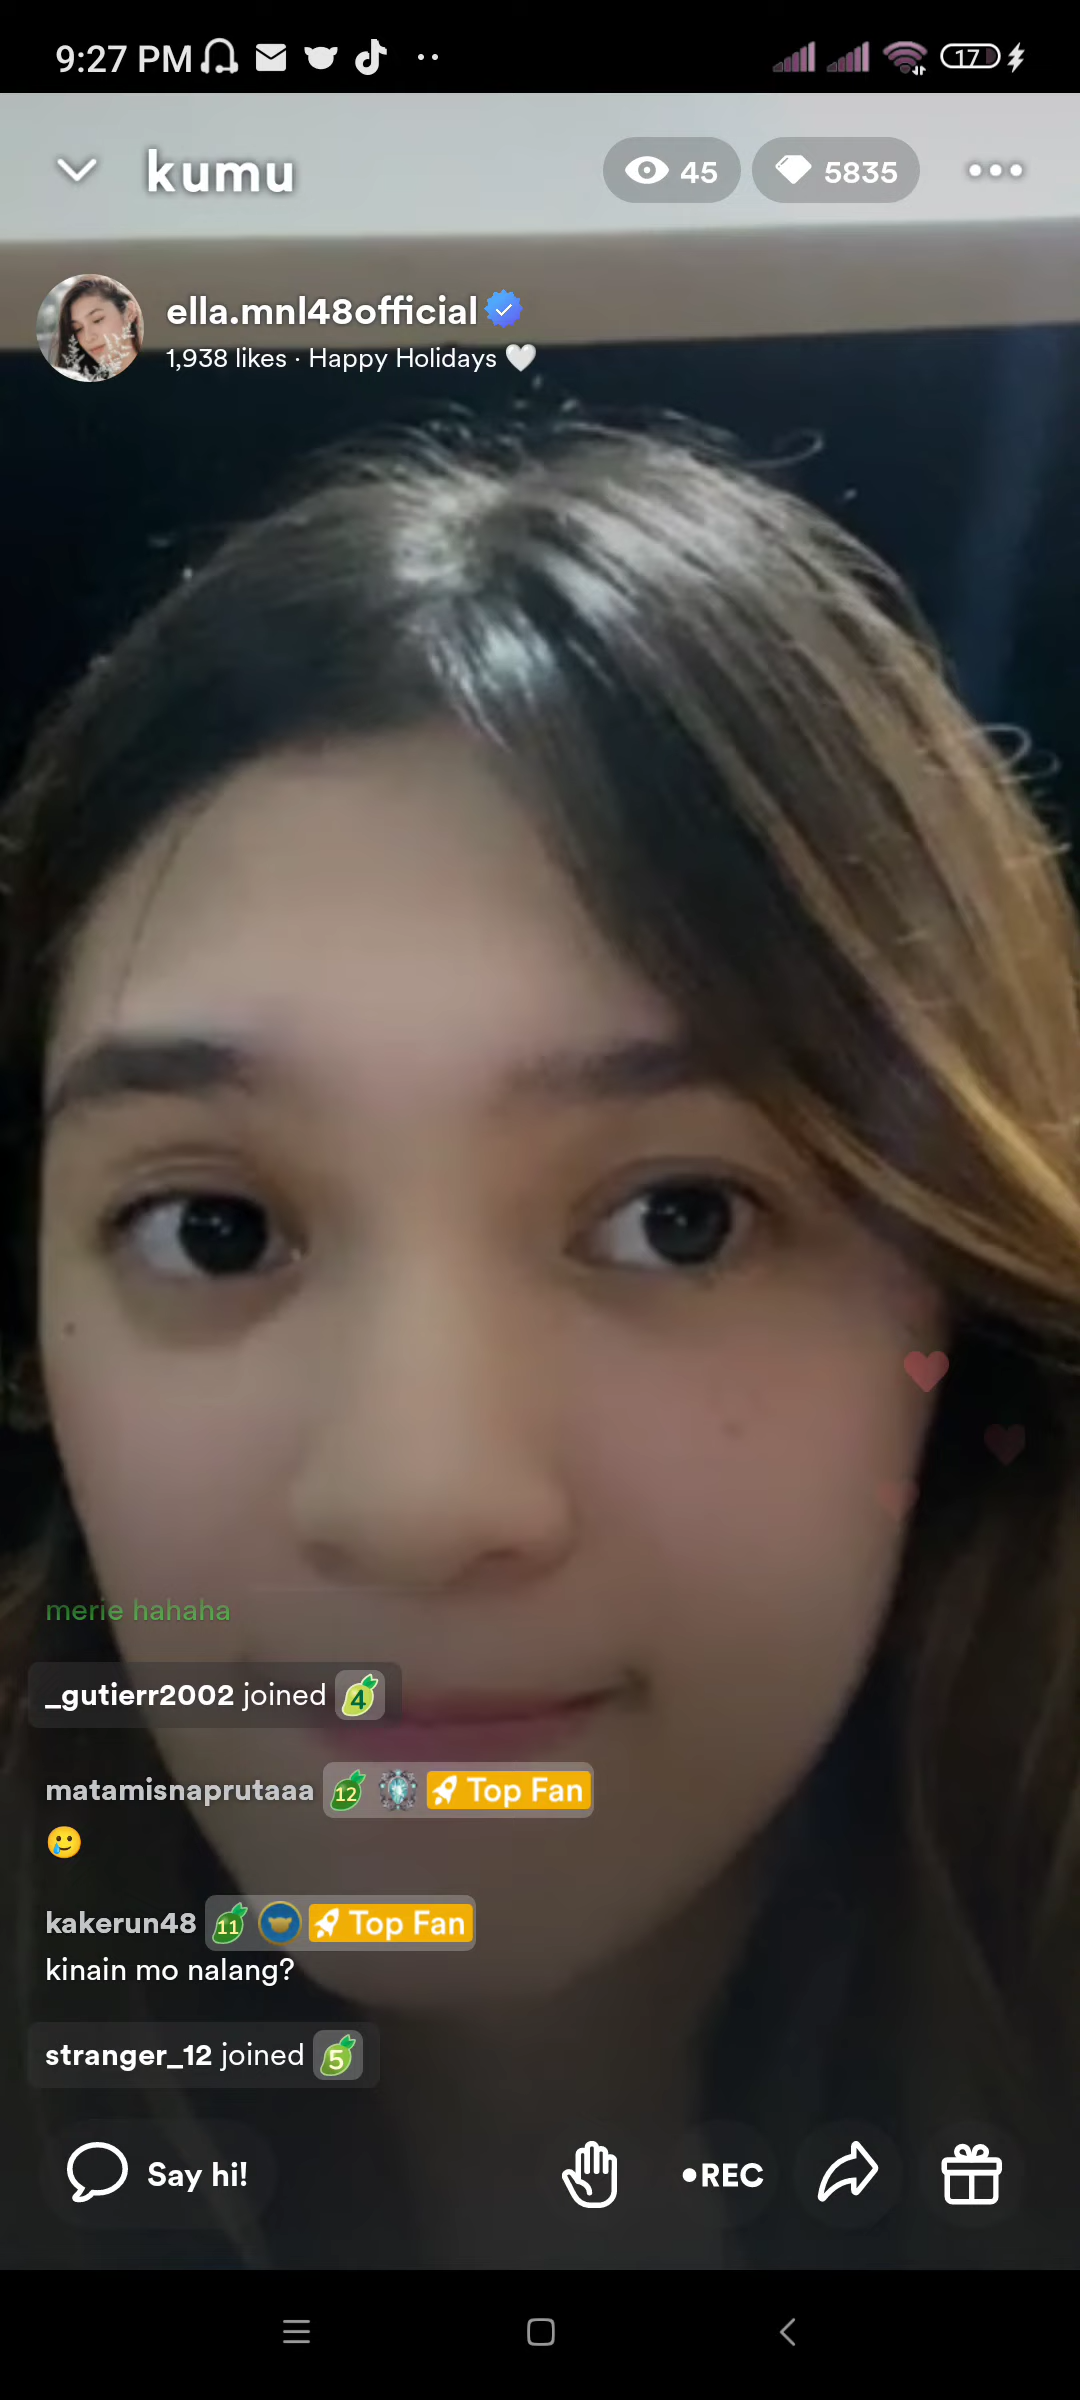 9:27 PM
17
kumu
45
5835
ella.mnl48official
1,938 likes · Happy Holidays 🤍
merie hahaha
_gutierr2002 joined 4
matamisnaprutaaa 12 Top Fan
🥲
kakerun48 11 Top Fan
kinain mo nalang?
stranger_12 joined 5
Say hi!
•REC